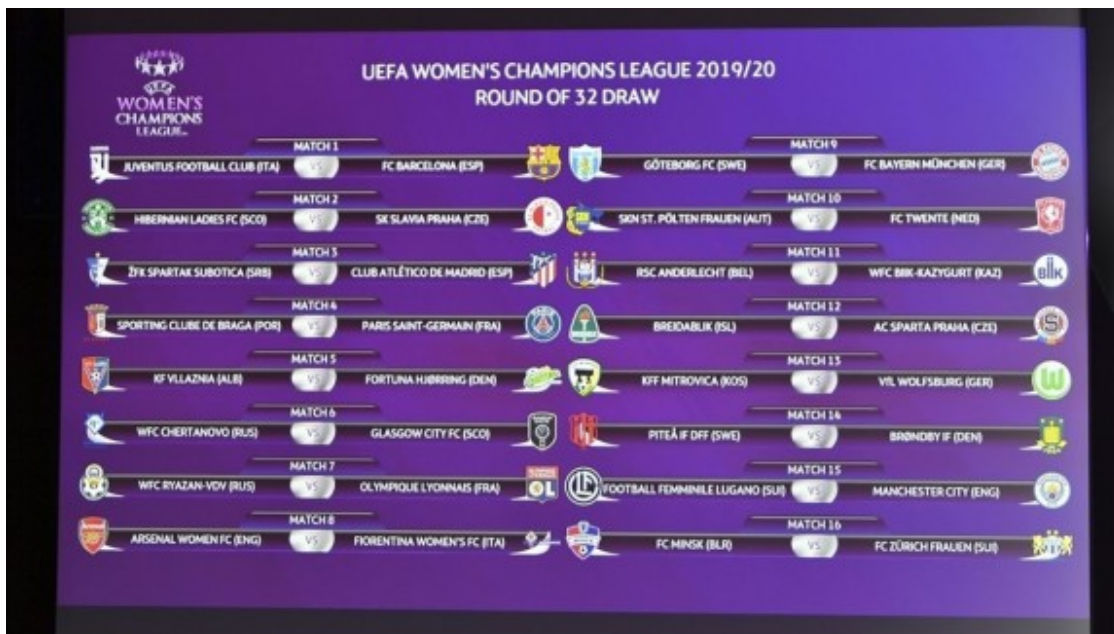 UEFA
WOMEN'S
CHAMPIONS
LEAGUE
UEFA WOMEN'S CHAMPIONS LEAGUE 2019/20
ROUND OF 32 DRAW
MATCH 1
JUVENTUS FOOTBALL CLUB (ITA) VS FC BARCELONA (ESP)
MATCH 2
HIBERNIAN LADIES FC (SCO) VS SK SLAVIA PRAHA (CZE)
MATCH 3
ŽFK SPARTAK SUBOTICA (SRB) VS CLUB ATLÉTICO DE MADRID (ESP)
MATCH 4
SPORTING CLUBE DE BRAGA (POR) VS PARIS SAINT-GERMAIN (FRA)
MATCH 5
KF VLLAZNIA (ALB) VS FORTUNA HJØRRING (DEN)
MATCH 6
WFC CHERTANOVO (RUS) VS GLASGOW CITY FC (SCO)
MATCH 7
WFC RYAZAN-VDV (RUS) VS OLYMPIQUE LYONNAIS (FRA)
OL
MATCH 8
Arsenal
ARSENAL WOMEN FC (ENG) VS FIORENTINA WOMEN'S FC (ITA)
MATCH 9
GÖTEBORG FC (SWE) VS FC BAYERN MÜNCHEN (GER)
MATCH 10
SKN ST. PÖLTEN FRAUEN (AUT) VS FC TWENTE (NED)
MATCH 11
RSC ANDERLECHT (BEL) VS WFC BIIK-KAZYGURT (KAZ)
BIIK
MATCH 12
BREIDABLIK (ISL) VS AC SPARTA PRAHA (CZE)
MATCH 13
KFF MITROVICA (KOS) VS VFL WOLFSBURG (GER)
MATCH 14
PITEÅ IF DFF (SWE) VS BRØNDBY IF (DEN)
MATCH 15
FOOTBALL FEMMINILE LUGANO (SUI) VS MANCHESTER CITY (ENG)
MATCH 16
FC MINSK (BLR) VS FC ZÜRICH FRAUEN (SUI)